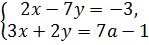 2x − 7y = −3,
3x + 2y = 7a − 1